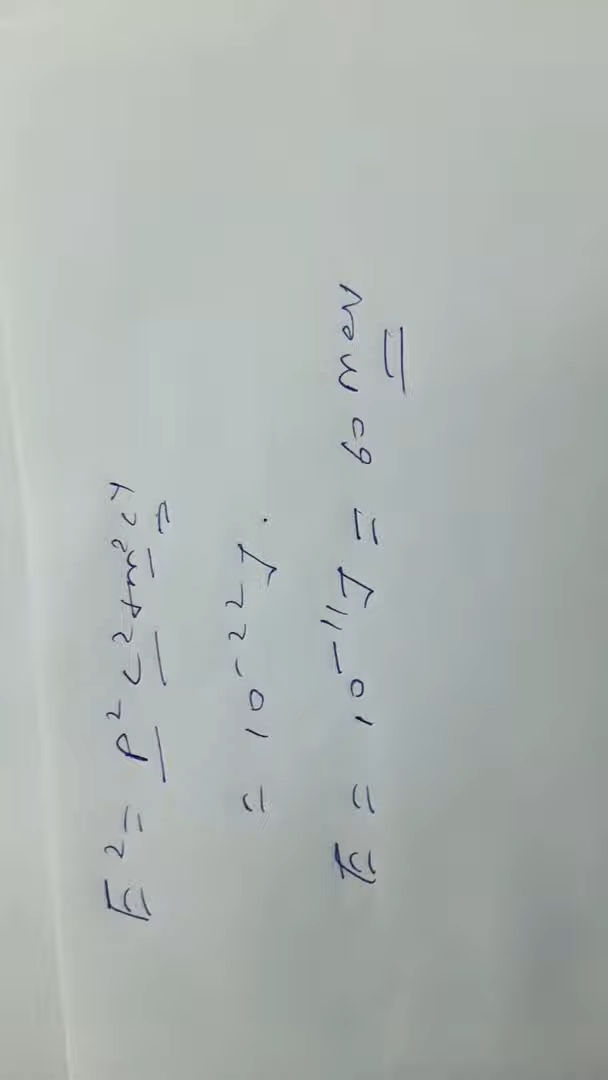 E² = p²c² + m²c⁴
= 10⁻²² J.
E = 10⁻¹¹ J = 60 mev